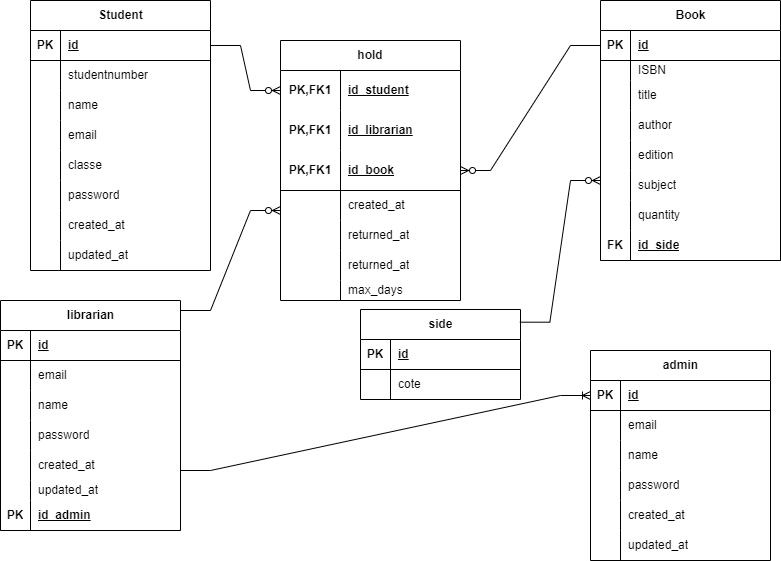 Student
PK id
studentnumber
name
email
classe
password
created_at
updated_at
hold
PK,FK1 id_student
PK,FK1 id_librarian
PK,FK1 id_book
created_at
returned_at
returned_at
max_days
Book
PK id
ISBN
title
author
edition
subject
quantity
FK id_side
librarian
PK id
email
name
password
created_at
updated_at
PK id_admin
side
PK id
cote
admin
PK id
email
name
password
created_at
updated_at